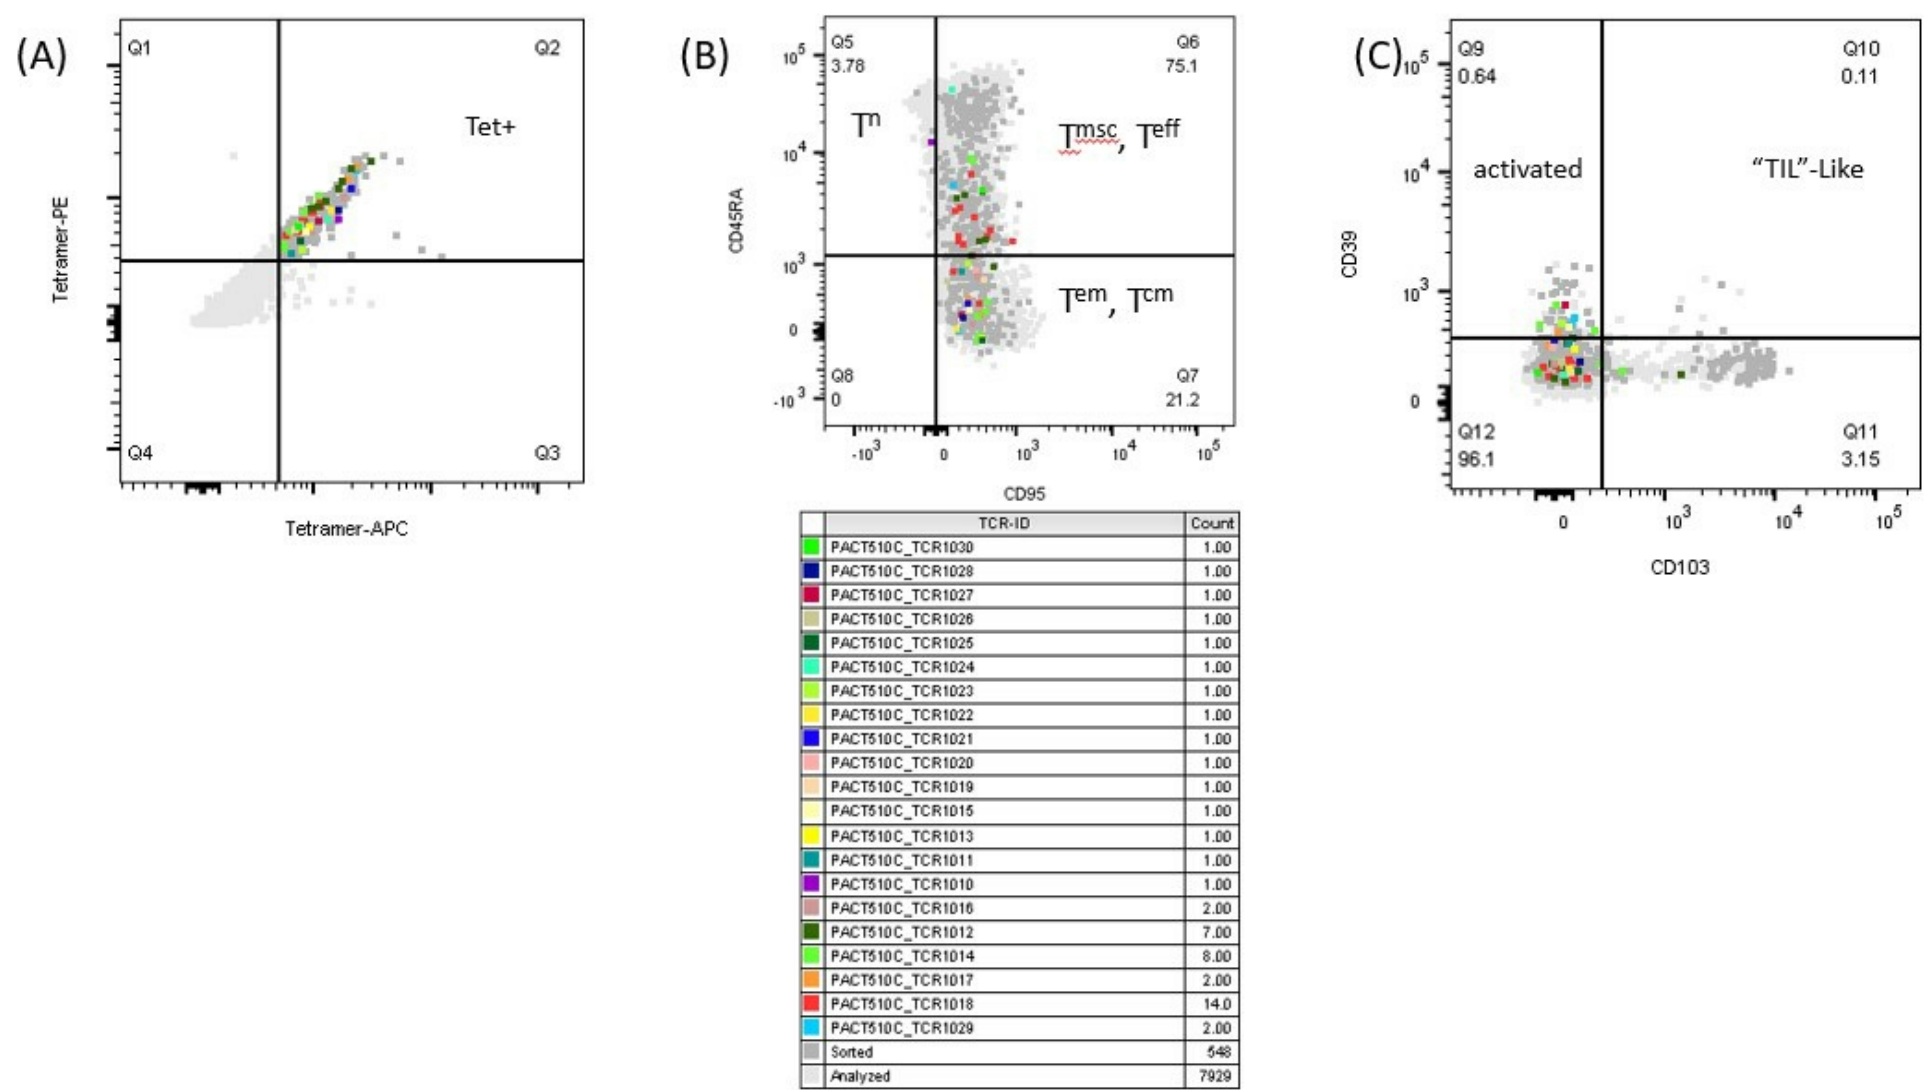 (A)
Q1
Q2
Tet+
Q4
Q3
Tetramer-PE
Tetramer-APC
(B)
Q5
3.78
Q6
75.1
Tn
Tmsc, Teff
Tem, Tcm
Q8
0
Q7
21.2
10^5
10^4
10^3
0
-10^3
CD45RA
-10^3 0 10^3 10^4 10^5
CD95
(C)
Q9
0.64
Q10
0.11
activated
"TIL"-Like
Q12
96.1
Q11
3.15
10^5
10^4
10^3
0
CD39
0 10^3 10^4 10^5
CD103
TCR-ID Count
PACT510C_TCR1030 1.00
PACT510C_TCR1028 1.00
PACT510C_TCR1027 1.00
PACT510C_TCR1026 1.00
PACT510C_TCR1025 1.00
PACT510C_TCR1024 1.00
PACT510C_TCR1023 1.00
PACT510C_TCR1022 1.00
PACT510C_TCR1021 1.00
PACT510C_TCR1020 1.00
PACT510C_TCR1019 1.00
PACT510C_TCR1015 1.00
PACT510C_TCR1013 1.00
PACT510C_TCR1011 1.00
PACT510C_TCR1010 1.00
PACT510C_TCR1016 2.00
PACT510C_TCR1012 7.00
PACT510C_TCR1014 8.00
PACT510C_TCR1017 2.00
PACT510C_TCR1018 14.0
PACT510C_TCR1029 2.00
Sorted 548
Analyzed 7929